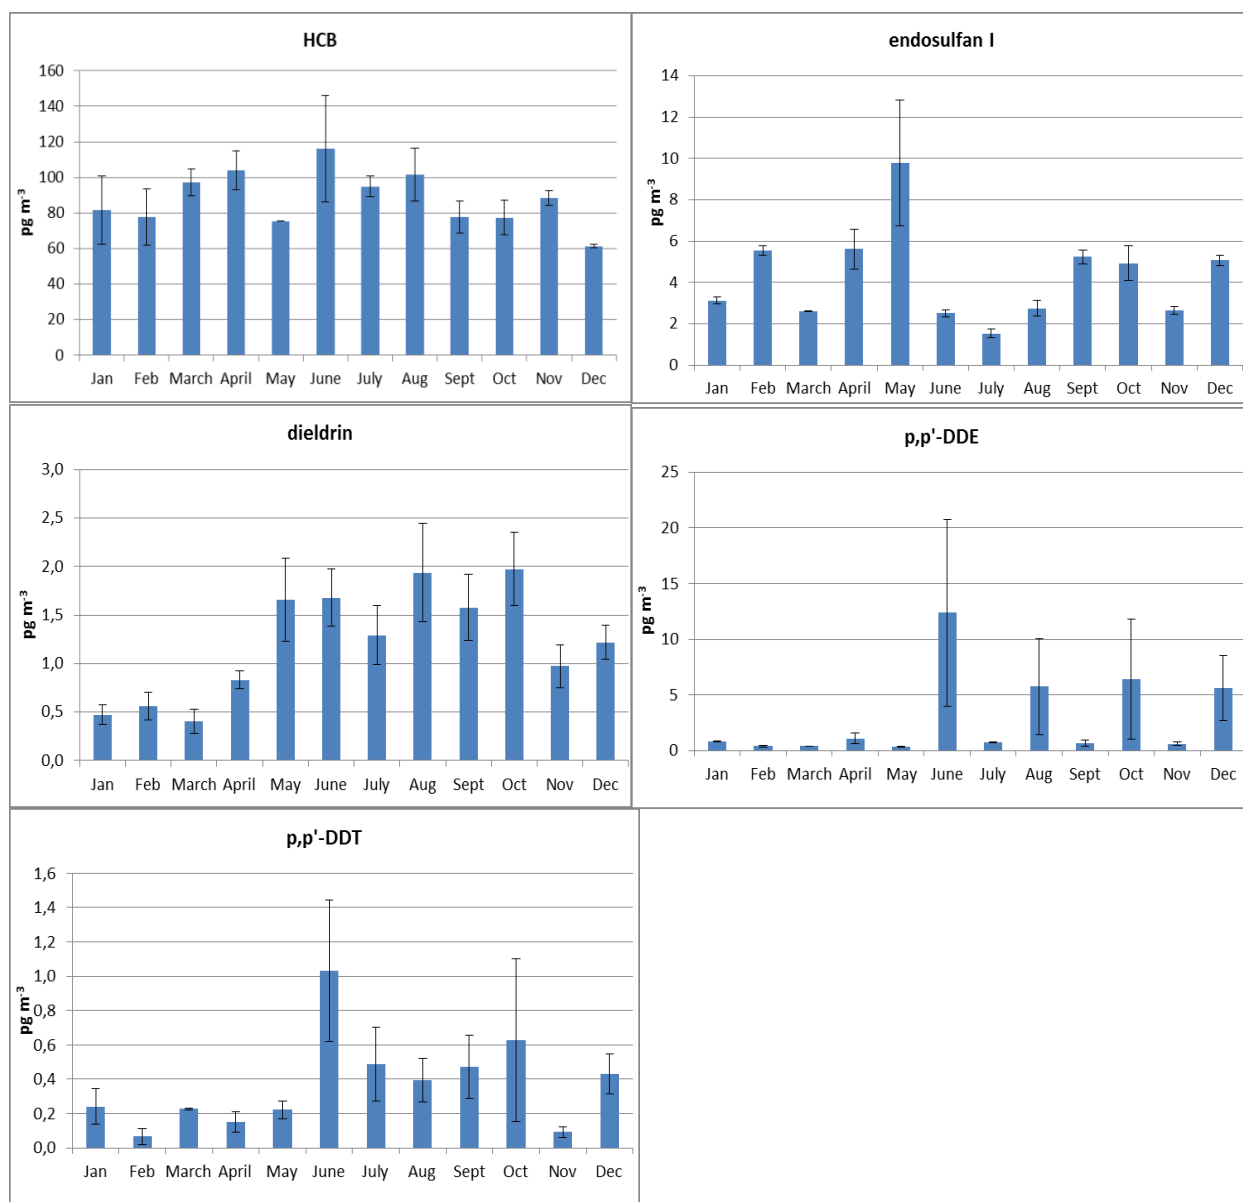 HCB
160
140
120
100
80
60
40
20
0
pg m⁻³
Jan Feb March April May June July Aug Sept Oct Nov Dec
endosulfan I
14
12
10
8
6
4
2
0
pg m⁻³
Jan Feb March April May June July Aug Sept Oct Nov Dec
dieldrin
3,0
2,5
2,0
1,5
1,0
0,5
0,0
pg m⁻³
Jan Feb March April May June July Aug Sept Oct Nov Dec
p,p'-DDE
25
20
15
10
5
0
pg m⁻³
Jan Feb March April May June July Aug Sept Oct Nov Dec
p,p'-DDT
1,6
1,4
1,2
1,0
0,8
0,6
0,4
0,2
0,0
pg m⁻³
Jan Feb March April May June July Aug Sept Oct Nov Dec